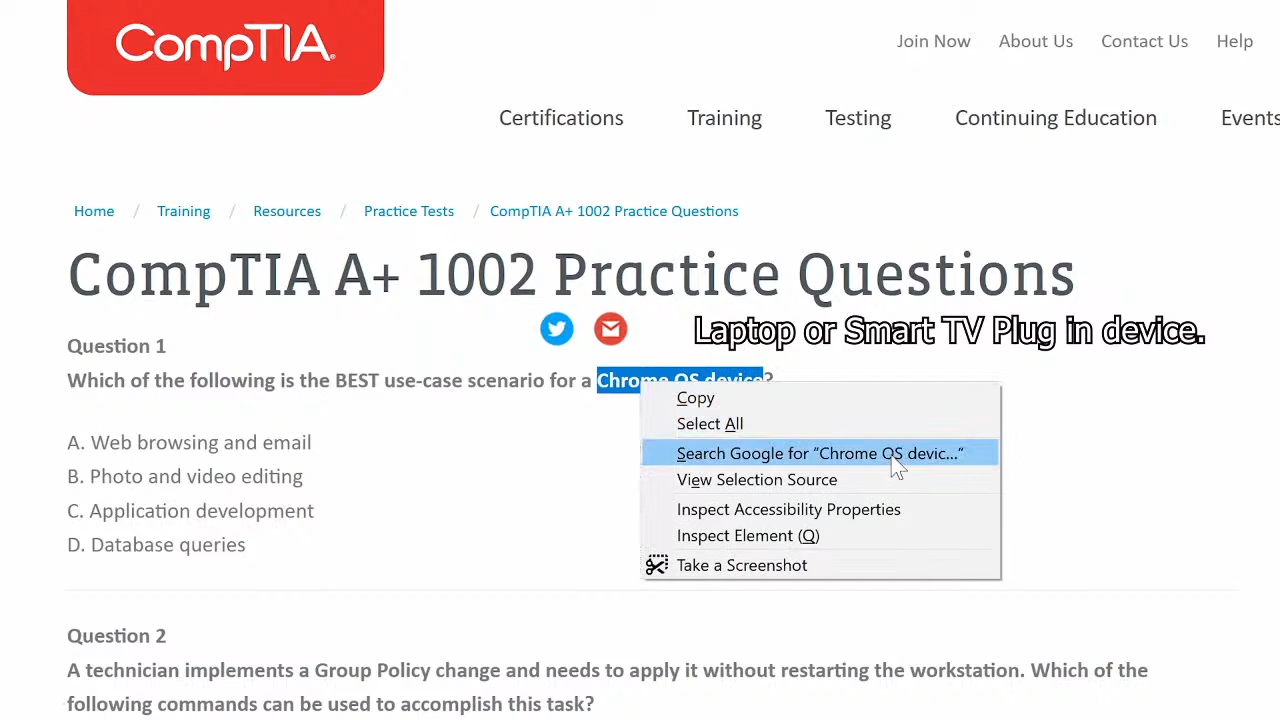 CompTIA.
Join Now About Us Contact Us Help
Certifications Training Testing Continuing Education Events
Home / Training / Resources / Practice Tests / CompTIA A+ 1002 Practice Questions
CompTIA A+ 1002 Practice Questions
Laptop or Smart TV Plug in device.
Question 1
Which of the following is the BEST use-case scenario for a Chrome OS device?
Copy
Select All
Search Google for “Chrome OS devic...”
View Selection Source
Inspect Accessibility Properties
Inspect Element (Q)
Take a Screenshot
A. Web browsing and email
B. Photo and video editing
C. Application development
D. Database queries
Question 2
A technician implements a Group Policy change and needs to apply it without restarting the workstation. Which of the
following commands can be used to accomplish this task?